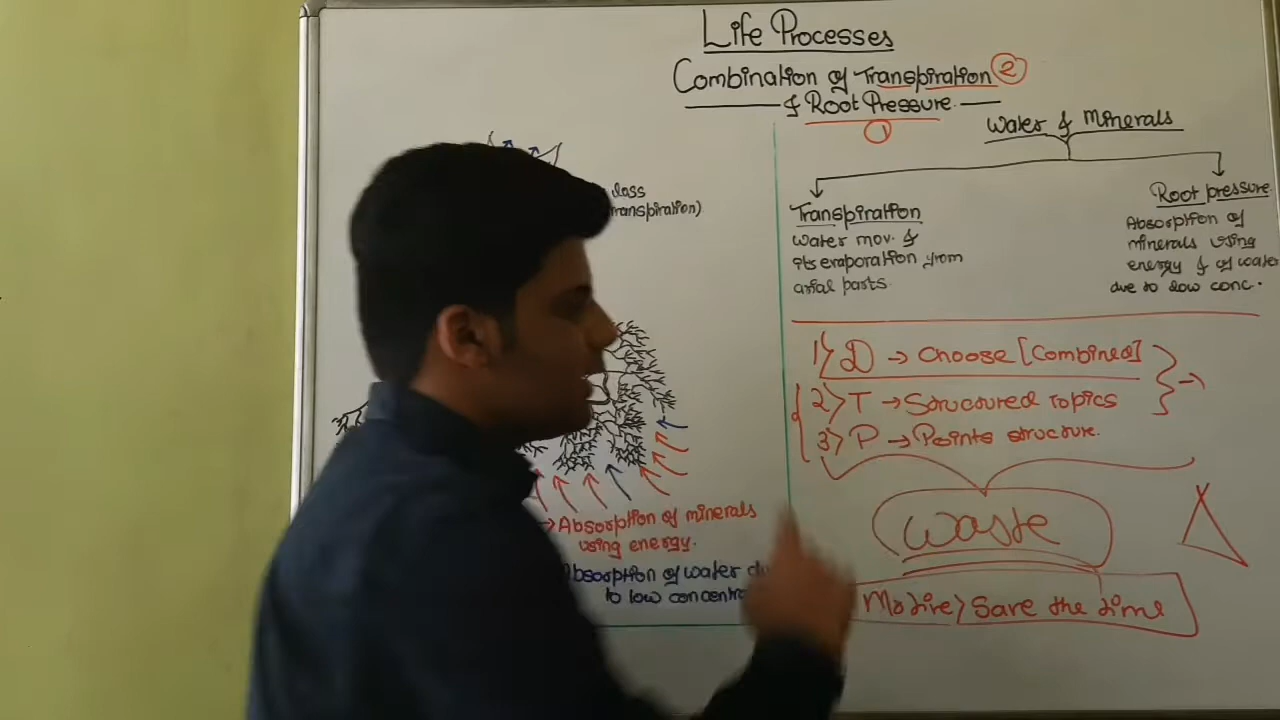 Life Processes
Combination of Transpiration ②
& Root Pressure
①
Water & Minerals
loss
ranspiration)
Transpiration
Water mov. &
its evaporation from
arial parts.
Root pressure
Absorption of
minerals using
energy & of water
due to low conc.
1> D → Choose [Combined]
2> T → Structured Topics
3> P → Points structure.
Waste
Motive> Save the time
→ Absorption of minerals
using energy.
bsorption of water du
to low concentr